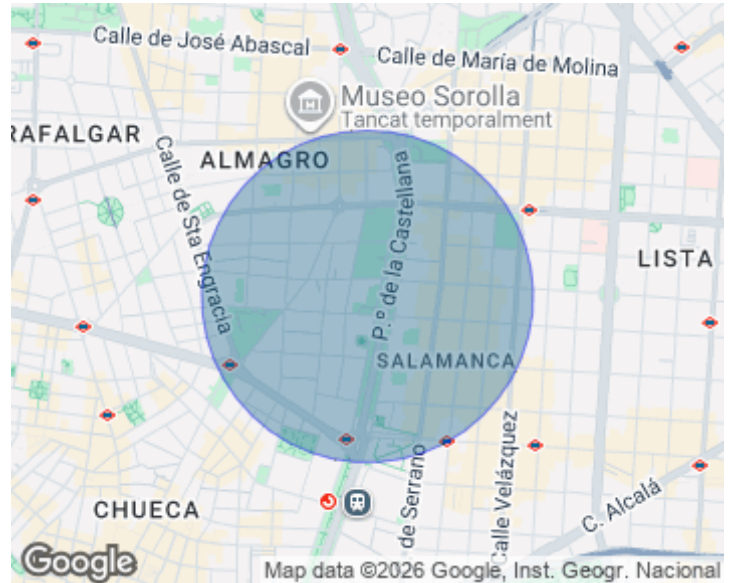 Calle de José Abascal
Calle de María de Molina
Museo Sorolla
Tancat temporalment
RAFALGAR
ALMAGRO
Calle de Sta Engracia
P.º de la Castellana
LISTA
SALAMANCA
de Serrano
Calle Velázquez
C. Alcalá
CHUECA
Google
Map data ©2026 Google, Inst. Geogr. Nacional